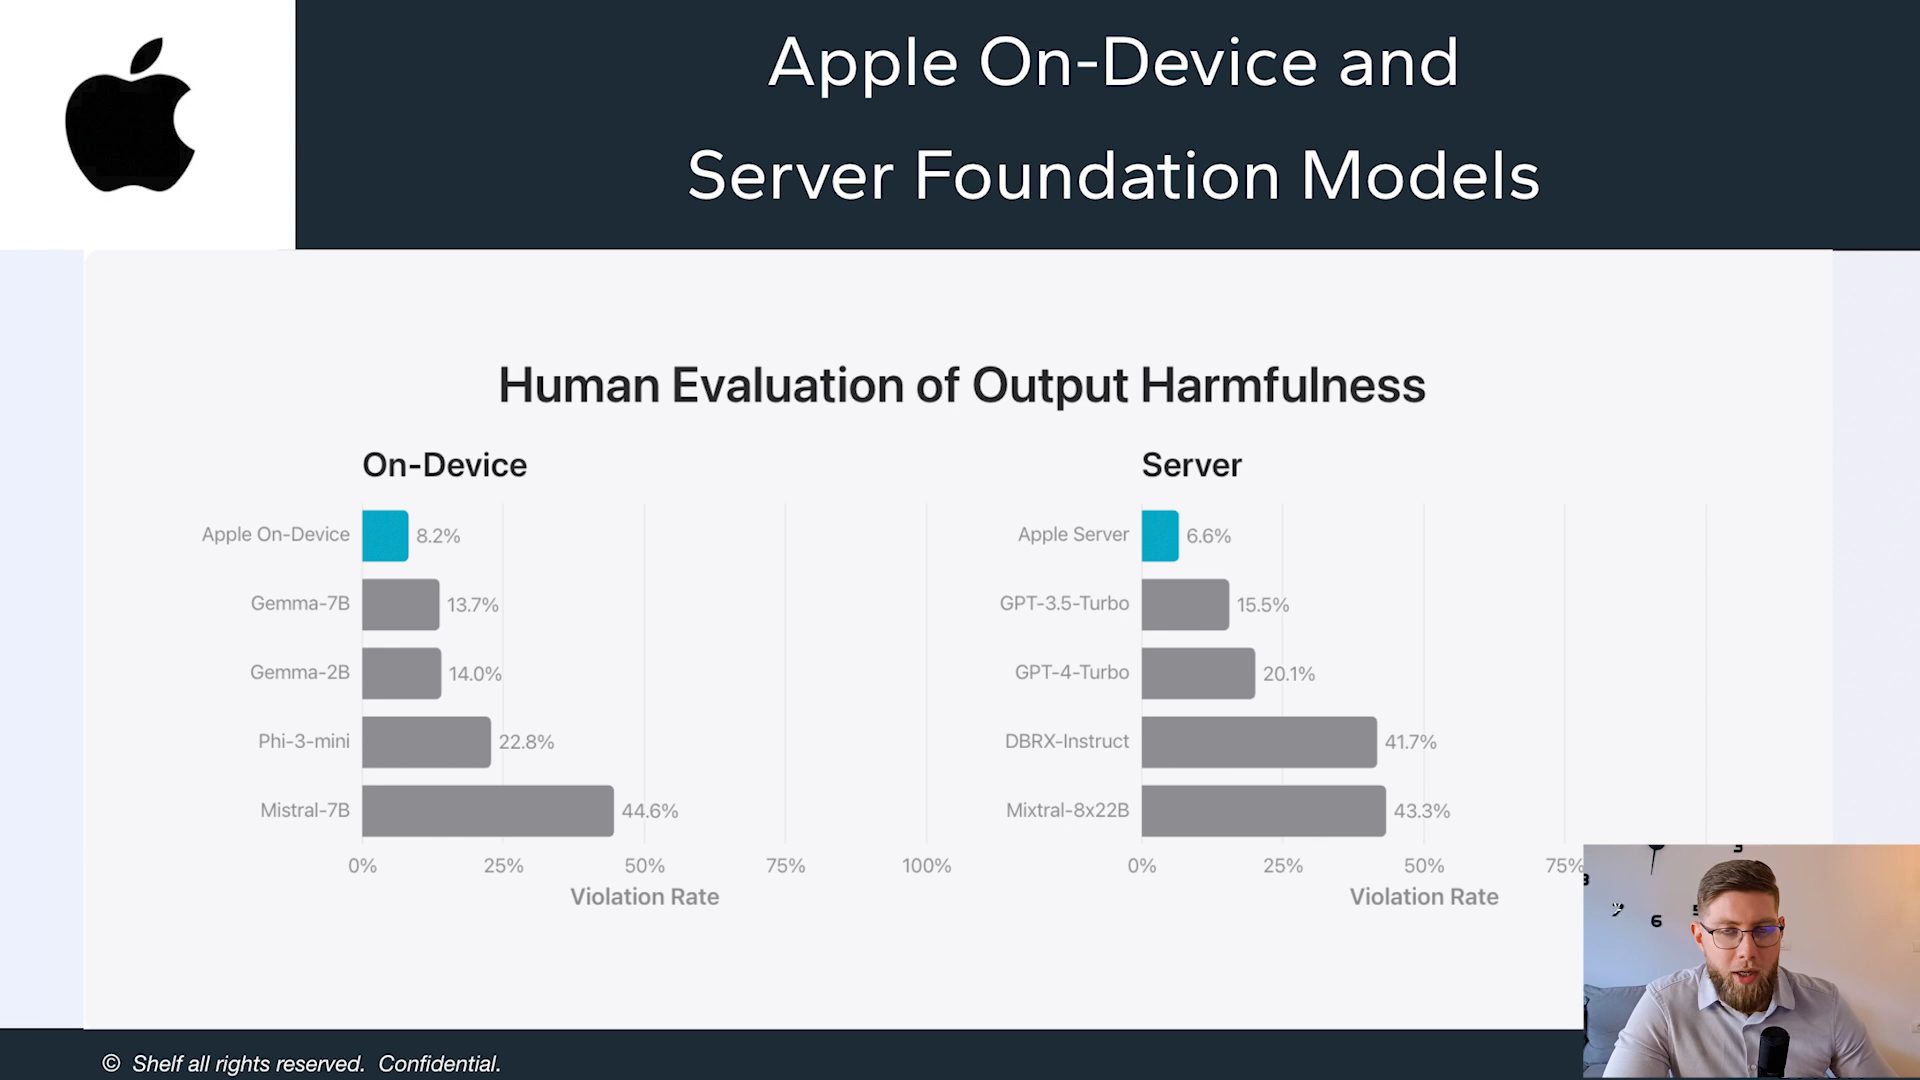 Apple On-Device and
Server Foundation Models
Human Evaluation of Output Harmfulness
On-Device
Apple On-Device 8.2%
Gemma-7B 13.7%
Gemma-2B 14.0%
Phi-3-mini 22.8%
Mistral-7B 44.6%
0% 25% 50% 75% 100%
Violation Rate
Server
Apple Server 6.6%
GPT-3.5-Turbo 15.5%
GPT-4-Turbo 20.1%
DBRX-Instruct 41.7%
Mixtral-8x22B 43.3%
0% 25% 50% 75%
Violation Rate
6
© Shelf all rights reserved. Confidential.